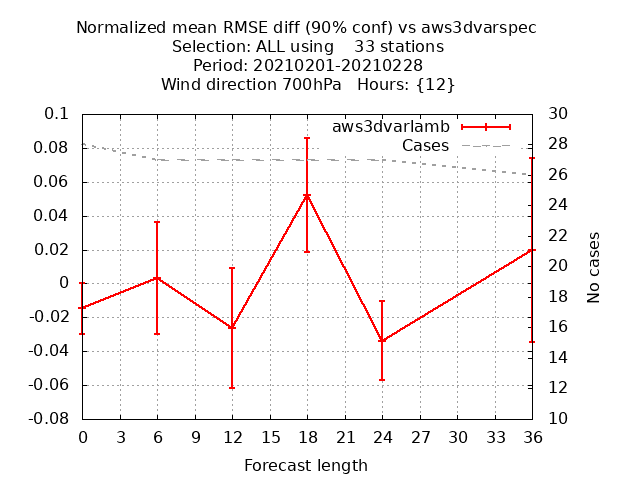 Normalized mean RMSE diff (90% conf) vs aws3dvarspec
Selection: ALL using    33 stations
Period: 20210201-20210228
Wind direction 700hPa   Hours: {12}
aws3dvarlamb
Cases
0.1
0.08
0.06
0.04
0.02
0
-0.02
-0.04
-0.06
-0.08
30
28
26
24
22
20
18
16
14
12
10
No cases
0 3 6 9 12 15 18 21 24 27 30 33 36
Forecast length